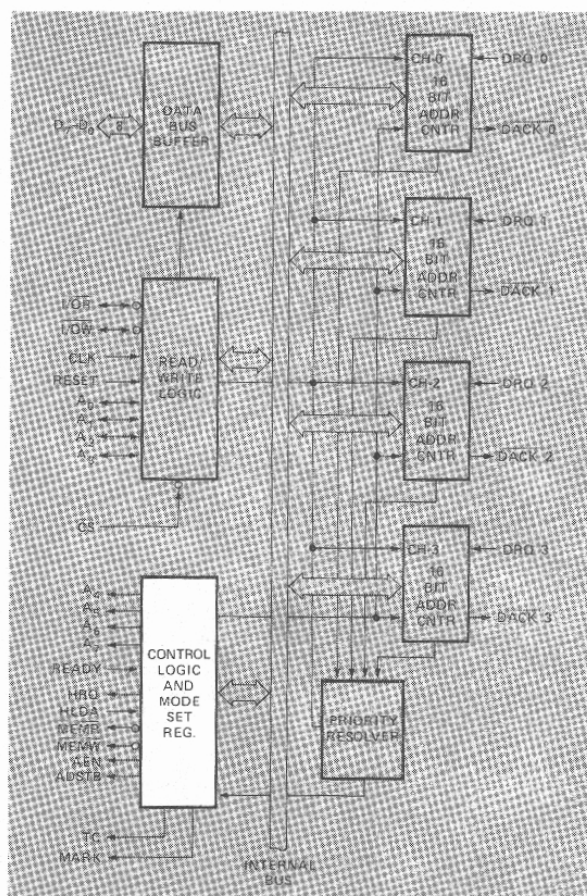 D7–D0
8
DATA
BUS
BUFFER
I/OR
I/OW
CLK
RESET
A0
A1
A2
A3
CS
READ/
WRITE
LOGIC
A4
A5
A6
A7
READY
HRQ
HLDA
MEMR
MEMW
AEN
ADSTB
TC
MARK
CONTROL
LOGIC
AND
MODE
SET
REG.
INTERNAL
BUS
CH-0
16
BIT
ADDR
CNTR
DRQ 0
DACK 0
CH-1
16
BIT
ADDR
CNTR
DRQ 1
DACK 1
CH-2
16
BIT
ADDR
CNTR
DRQ 2
DACK 2
CH-3
16
BIT
ADDR
CNTR
DRQ 3
DACK 3
PRIORITY
RESOLVER